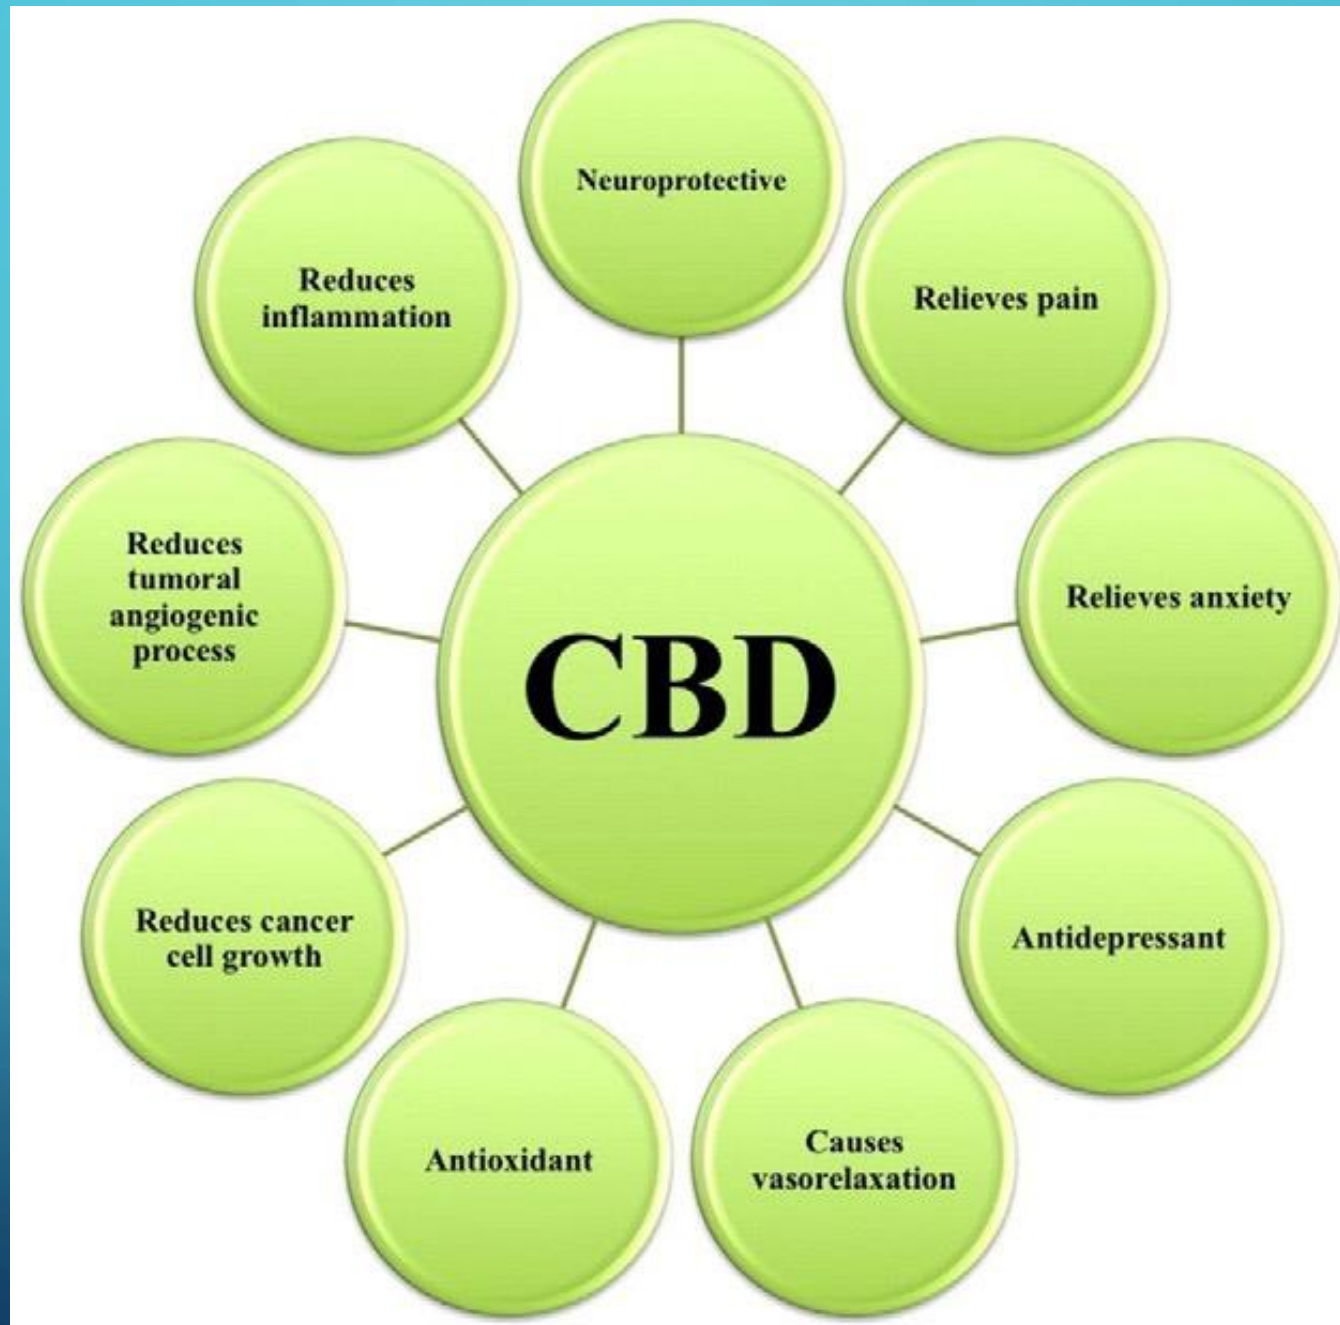 Neuroprotective
Relieves pain
Relieves anxiety
Antidepressant
Causes
vasorelaxation
Antioxidant
Reduces cancer
cell growth
Reduces
tumoral
angiogenic
process
Reduces
inflammation
CBD